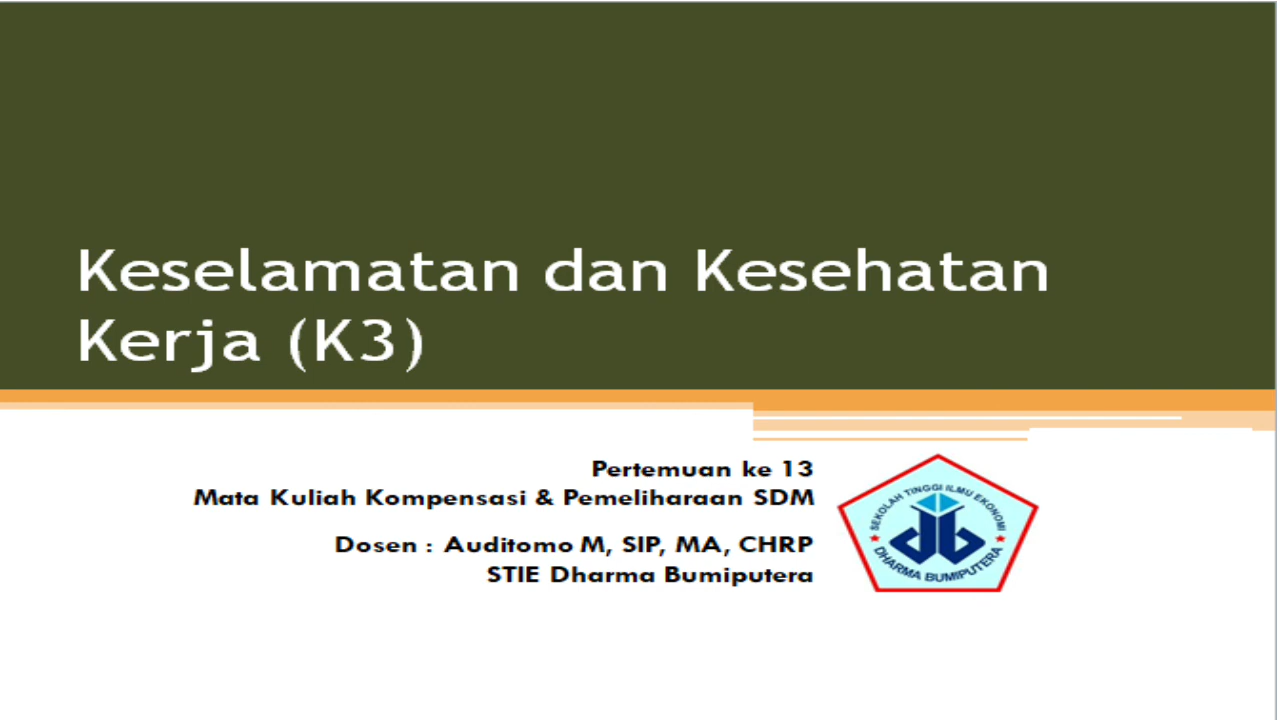 Keselamatan dan Kesehatan
Kerja (K3)
Pertemuan ke 13
Mata Kuliah Kompensasi & Pemeliharaan SDM
Dosen : Auditomo M, SIP, MA, CHRP
STIE Dharma Bumiputera
SEKOLAH TINGGI ILMU EKONOMI
DHARMA BUMIPUTERA